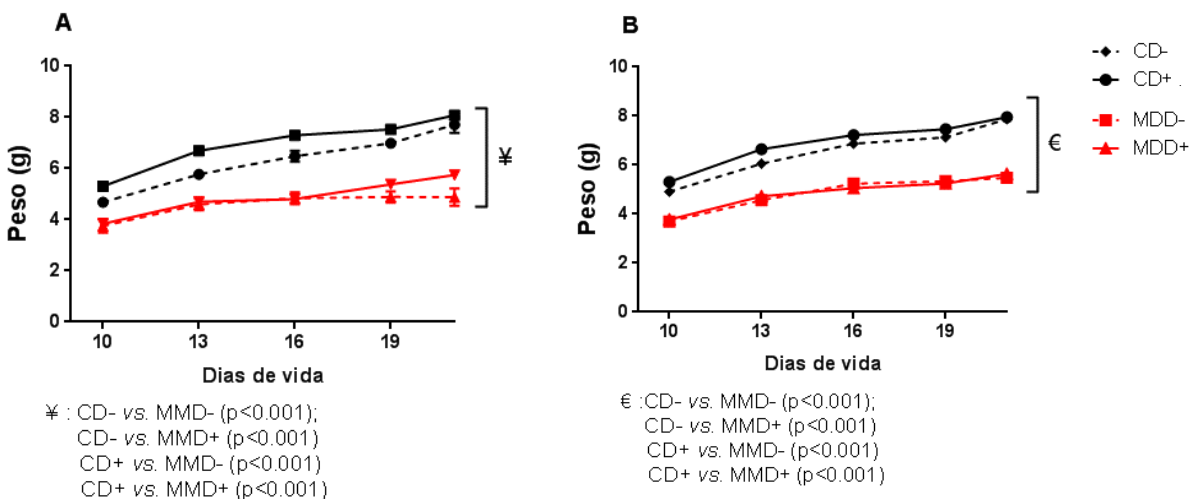 A
Peso (g)
10
8
6
4
2
0
10 13 16 19
Dias de vida
¥
¥ : CD- vs. MMD- (p<0.001);
CD- vs. MMD+ (p<0.001)
CD+ vs. MMD- (p<0.001)
CD+ vs. MMD+ (p<0.001)
B
Peso (g)
10
8
6
4
2
0
10 13 16 19
Dias de vida
€
€ :CD- vs. MMD- (p<0.001);
CD- vs. MMD+ (p<0.001)
CD+ vs. MMD- (p<0.001)
CD+ vs. MMD+ (p<0.001)
CD-
CD+ .
MDD-
MDD+